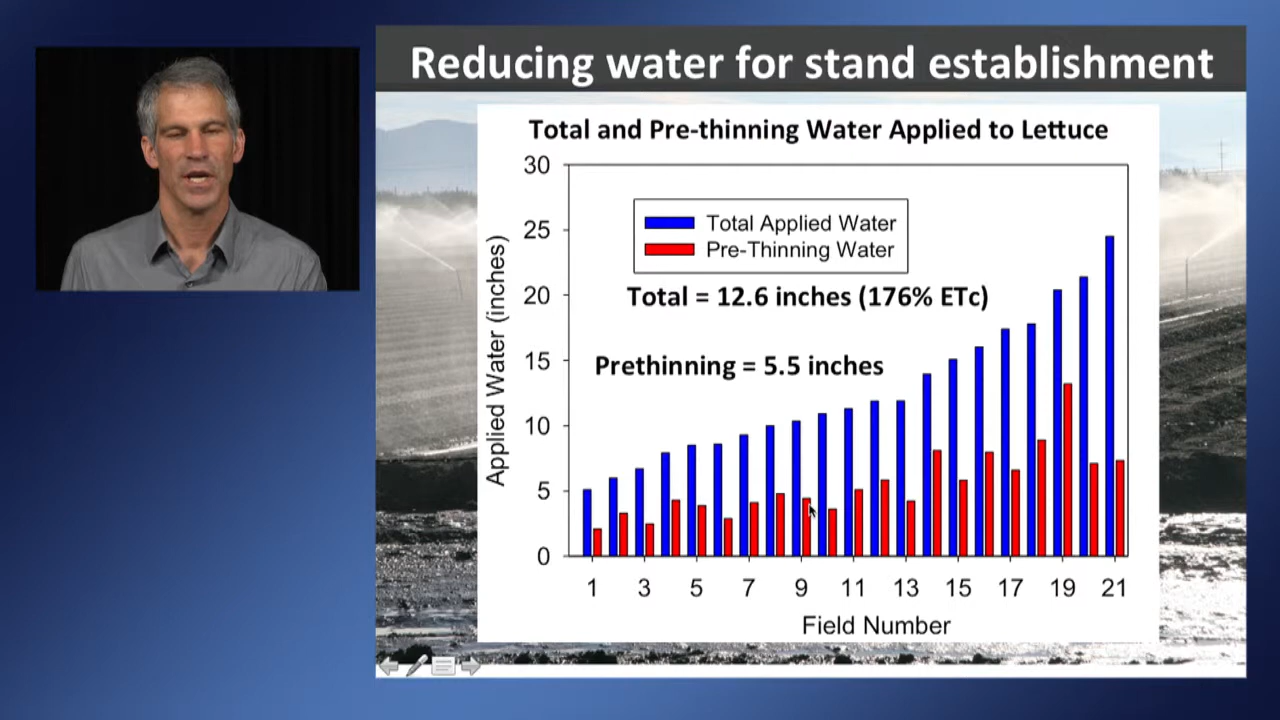 Reducing water for stand establishment
Total and Pre-thinning Water Applied to Lettuce
30
25
20
15
10
5
0
Applied Water (inches)
Total Applied Water
Pre-Thinning Water
Total = 12.6 inches (176% ETc)
Prethinning = 5.5 inches
1 3 5 7 9 11 13 15 17 19 21
Field Number